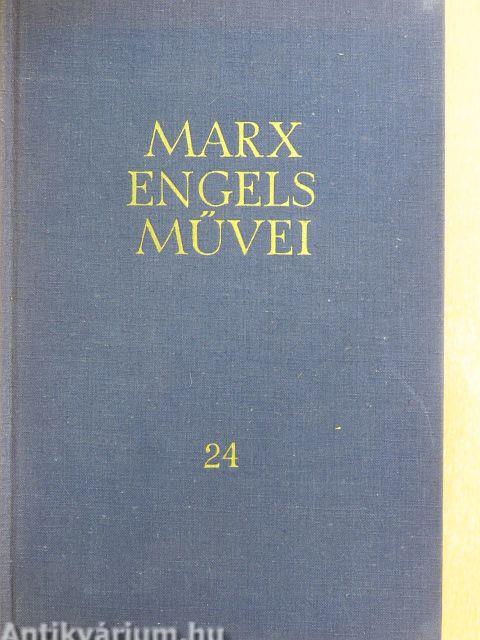 MARX
ENGELS
MŰVEI
24
Antikvárium.hu